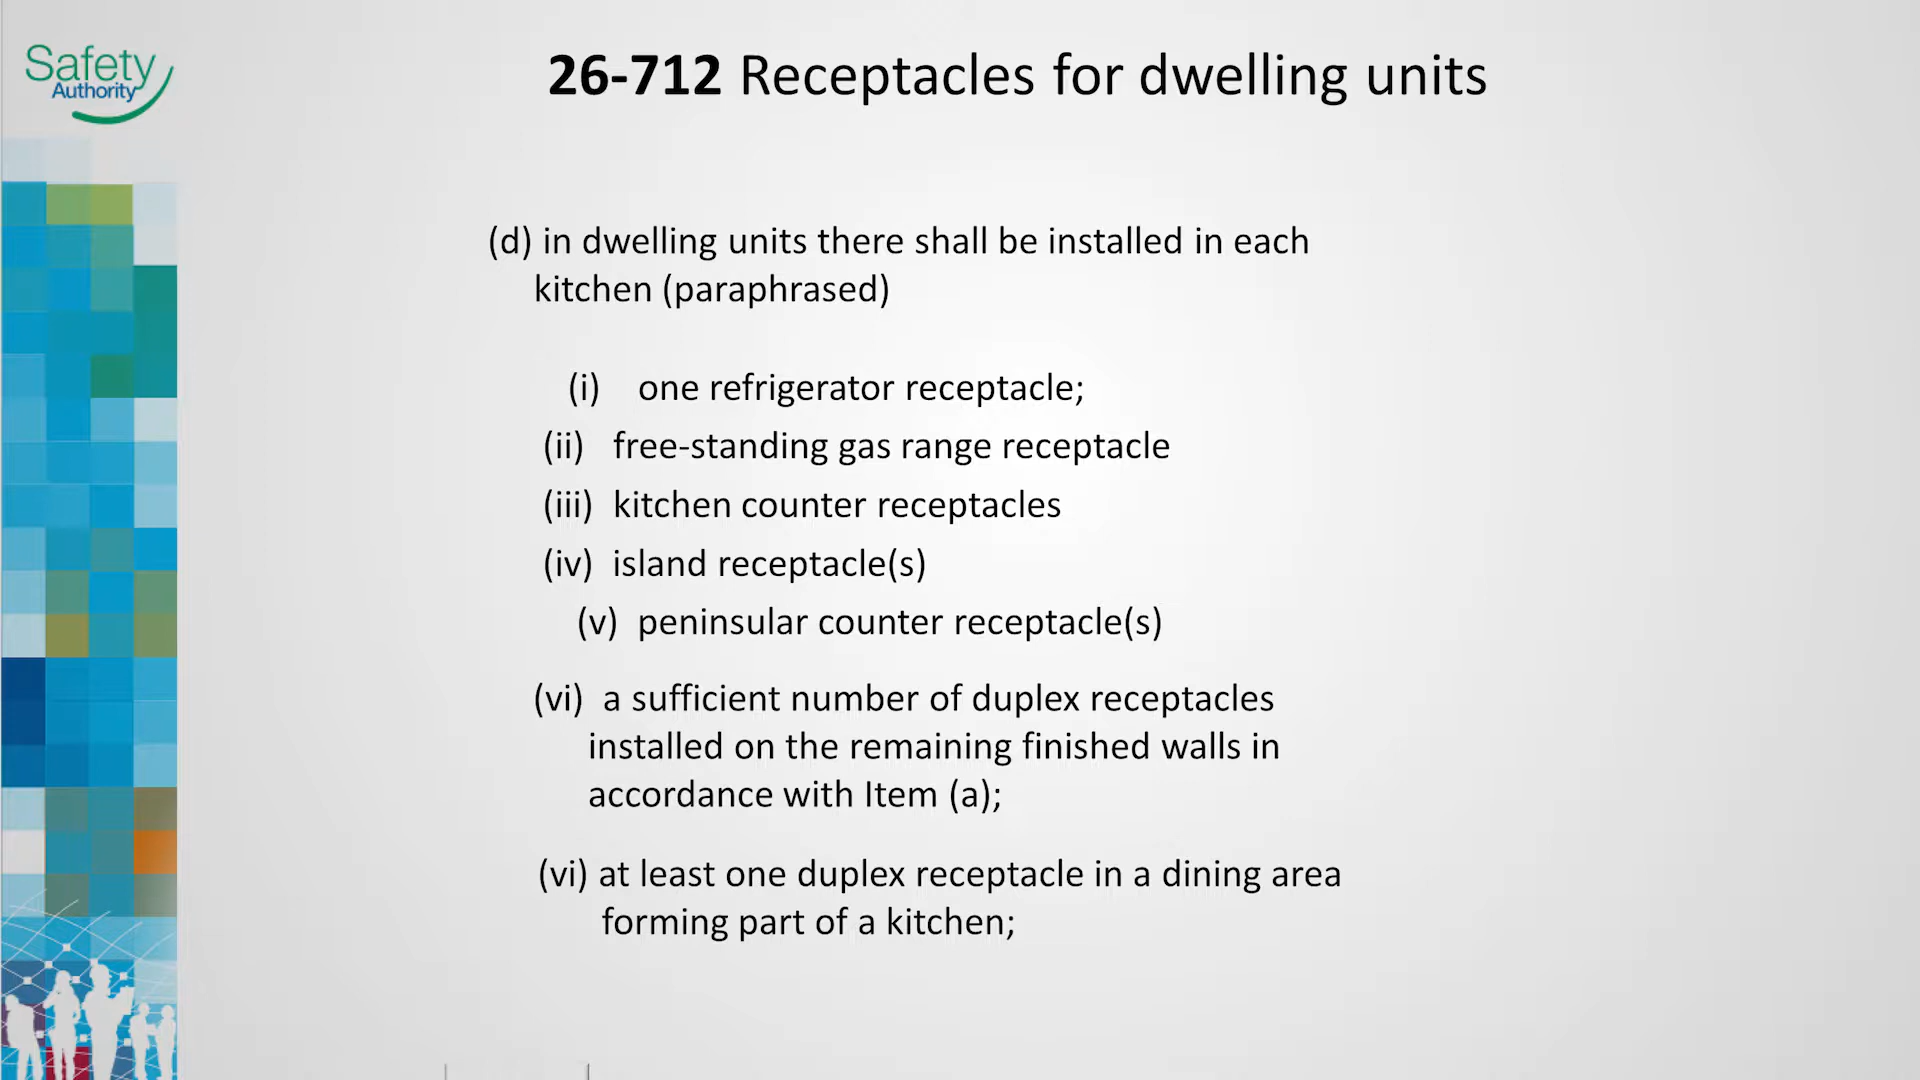 Safety
Authority
26-712 Receptacles for dwelling units
(d) in dwelling units there shall be installed in each
kitchen (paraphrased)
(i) one refrigerator receptacle;
(ii) free-standing gas range receptacle
(iii) kitchen counter receptacles
(iv) island receptacle(s)
(v) peninsular counter receptacle(s)
(vi) a sufficient number of duplex receptacles
installed on the remaining finished walls in
accordance with Item (a);
(vi) at least one duplex receptacle in a dining area
forming part of a kitchen;